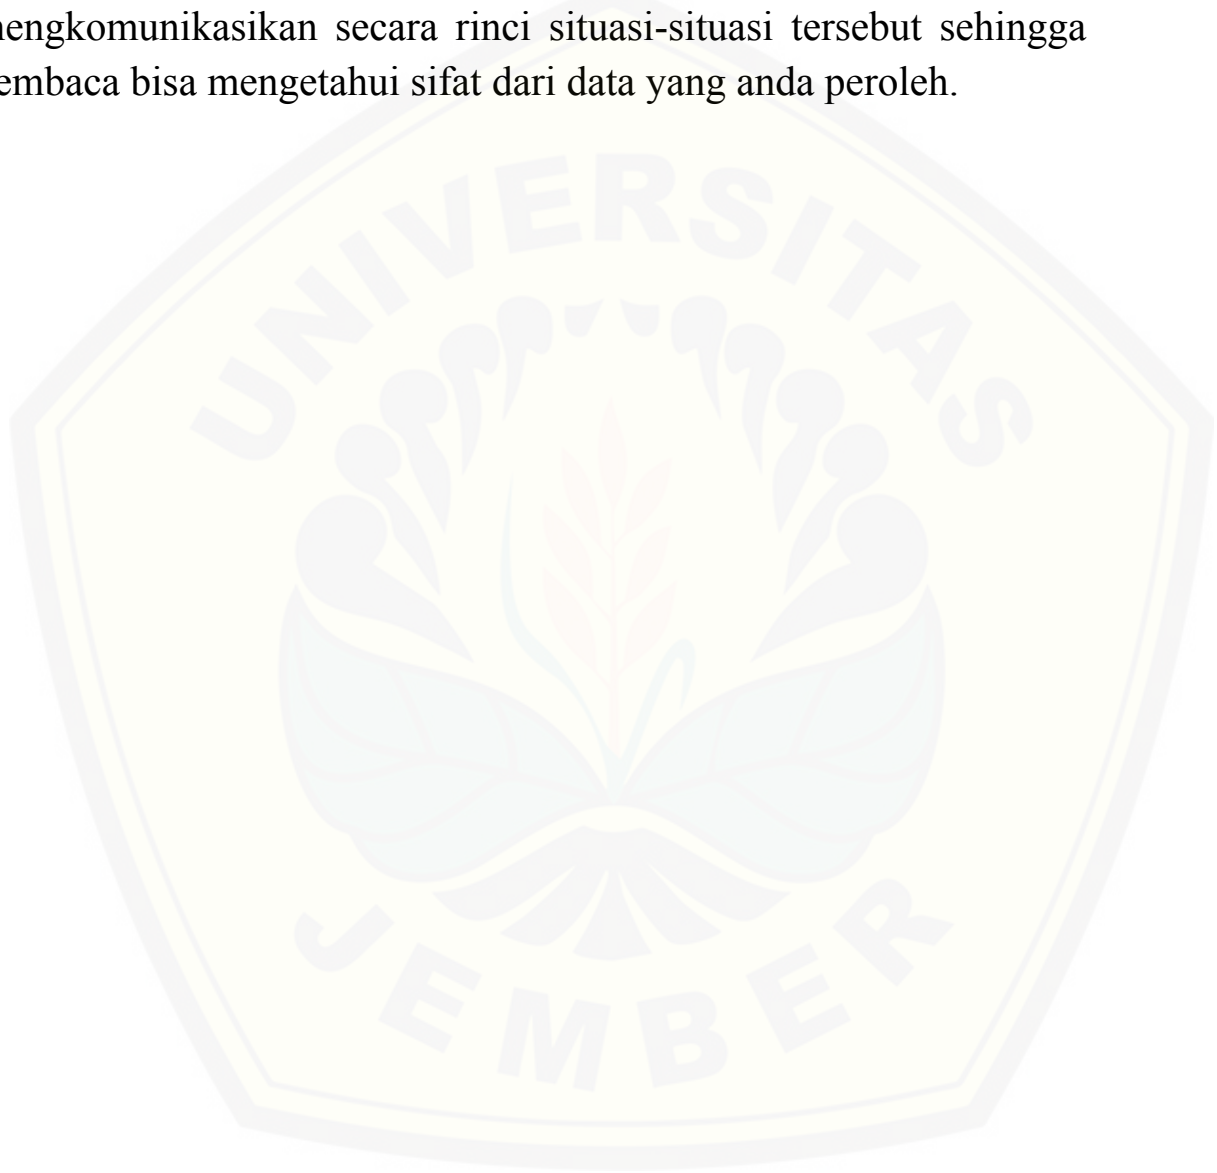 engkomunikasikan secara rinci situasi-situasi tersebut sehingga
embaca bisa mengetahui sifat dari data yang anda peroleh.
UNIVERSITAS
JEMBER